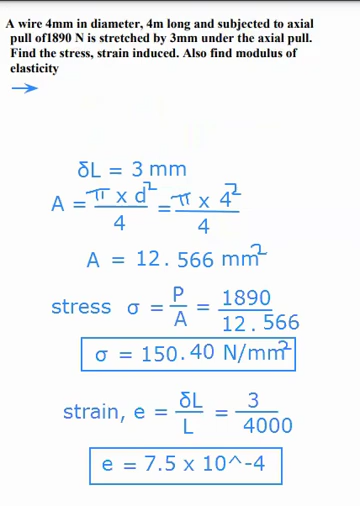 A wire 4mm in diameter, 4m long and subjected to axial
pull of1890 N is stretched by 3mm under the axial pull.
Find the stress, strain induced. Also find modulus of
elasticity
→
δL = 3 mm
A = π x d²/4 = π x 4²/4
A = 12.566 mm²
stress σ = P/A = 1890/12.566
σ = 150.40 N/mm²
strain, e = δL/L = 3/4000
e = 7.5 x 10^-4